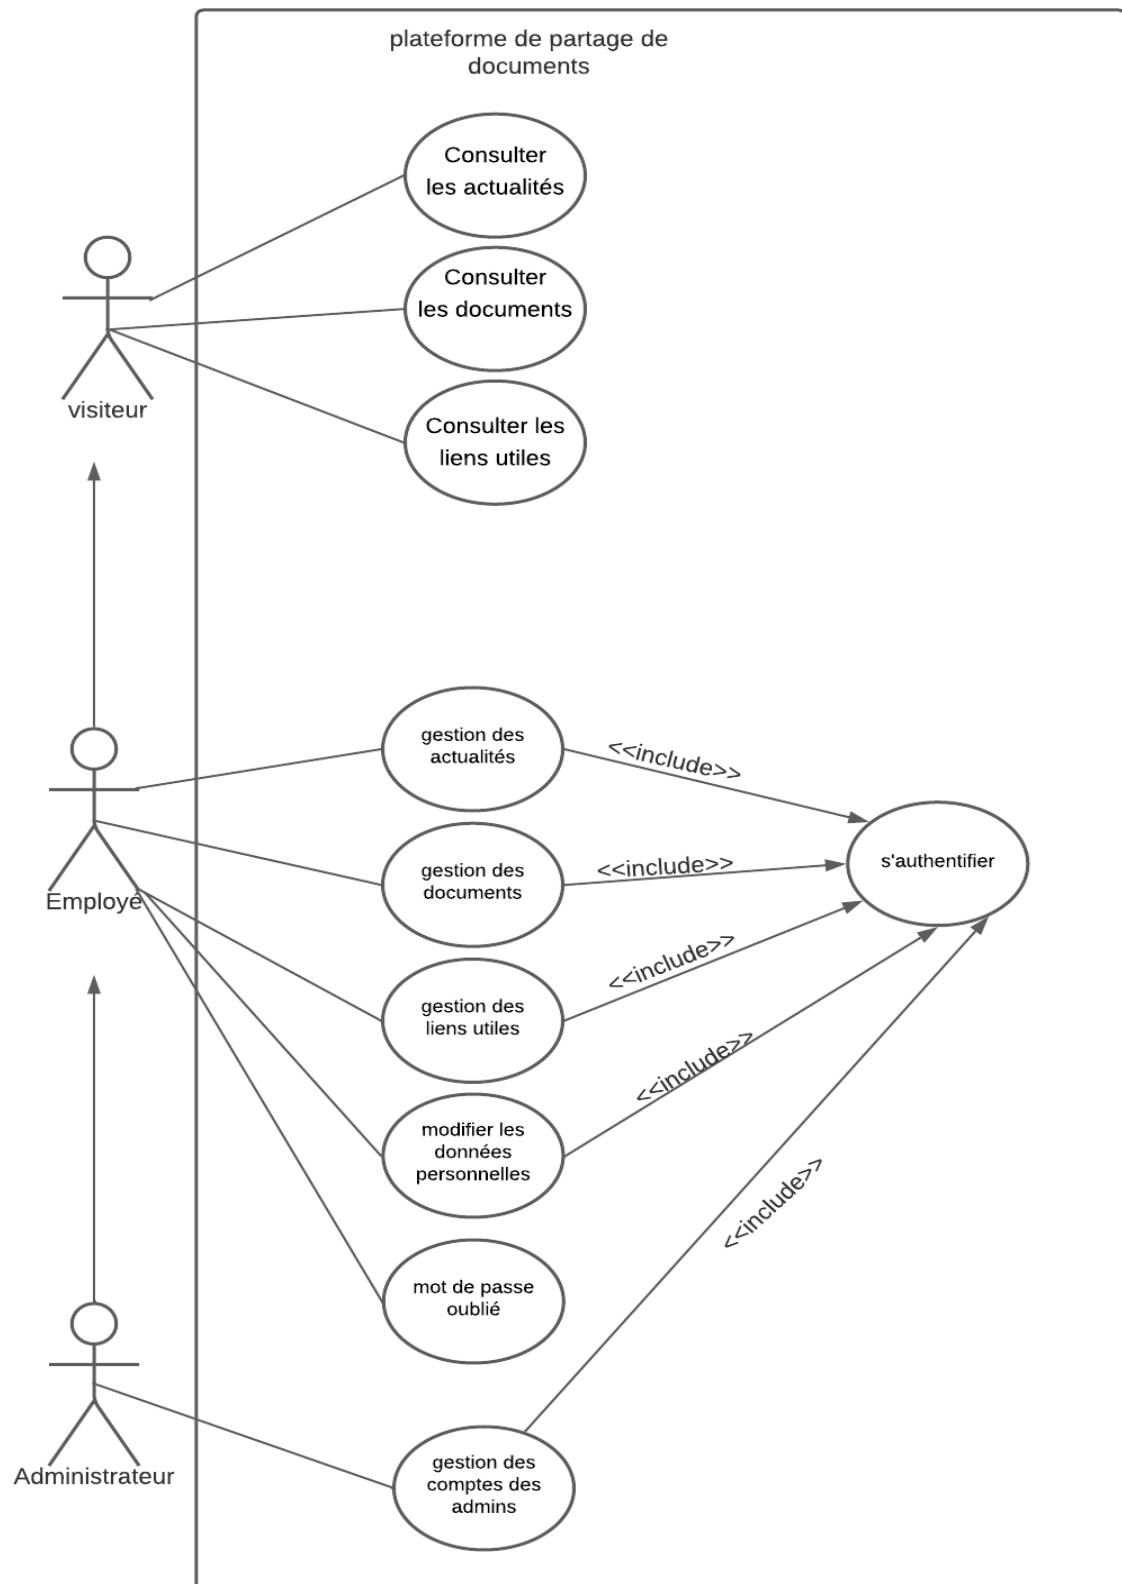 plateforme de partage de
documents
Consulter
les actualités
Consulter
les documents
visiteur
Consulter les
liens utiles
gestion des
actualités
<<include>>
s'authentifier
gestion des
documents
<<include>>
Employé
<<include>>
gestion des
liens utiles
<<include>>
modifier les
données
personnelles
<<include>>
mot de passe
oublié
Administrateur
gestion des
comptes des
admins